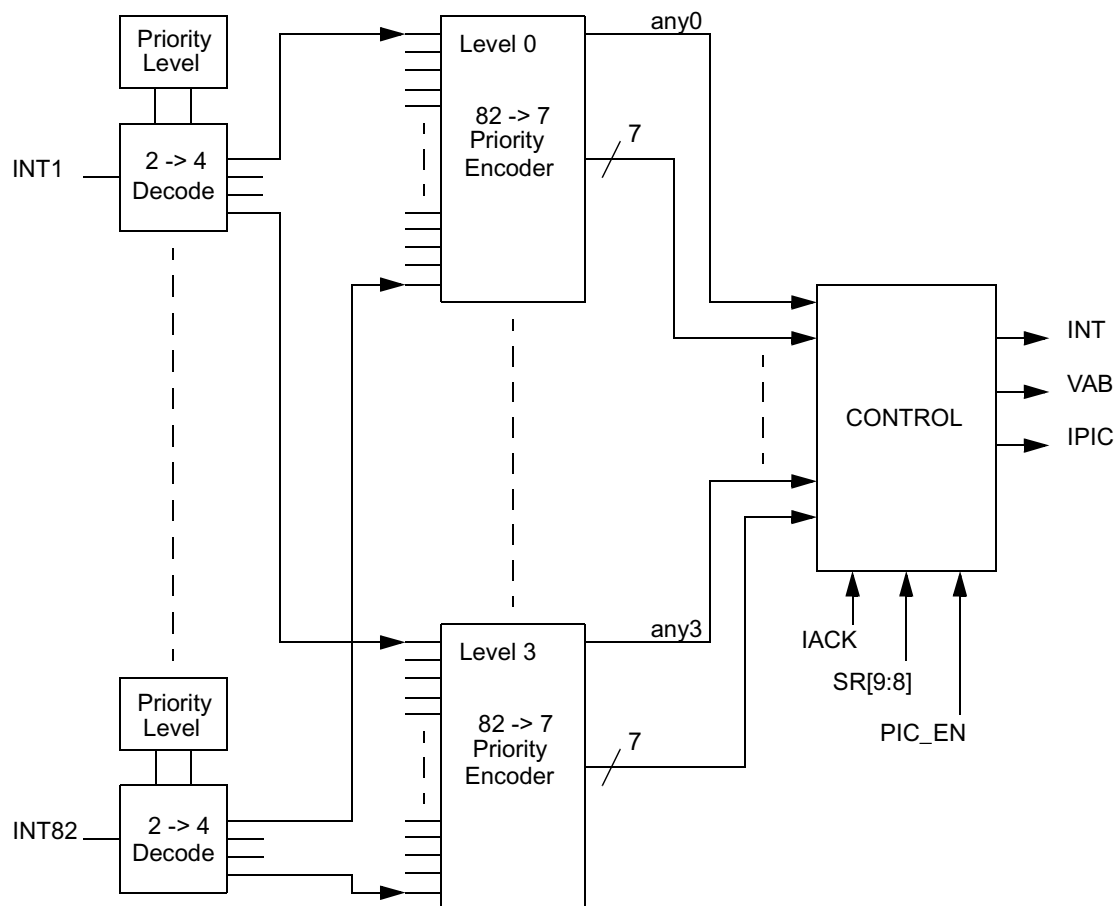 Priority
Level
INT1
2 -> 4
Decode
Level 0
82 -> 7
Priority
Encoder
any0
7
CONTROL
INT
VAB
IPIC
IACK
SR[9:8]
PIC_EN
Priority
Level
INT82
2 -> 4
Decode
Level 3
82 -> 7
Priority
Encoder
any3
7